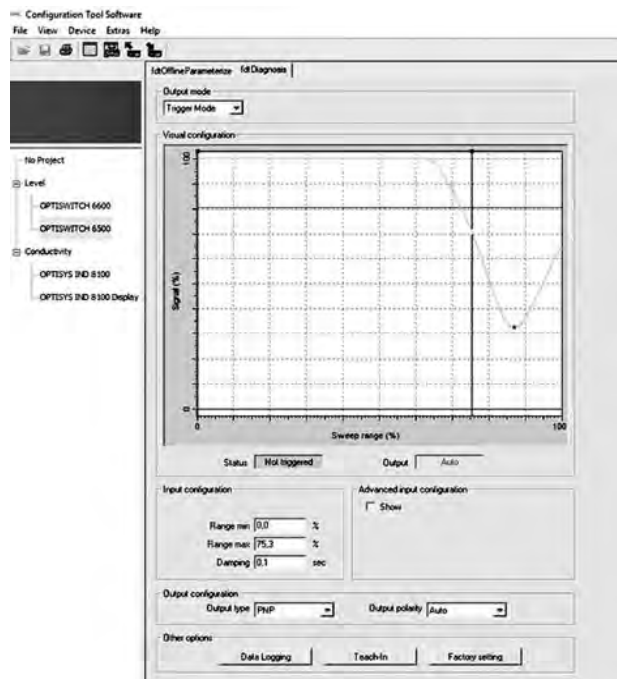 Configuration Tool Software
File View Device Extras Help
fdtOfflineParameterize fdtDiagnosis
Output mode
Trigger Mode
Visual configuration
No Project
Level
OPTISWITCH 6600
OPTISWITCH 6500
Conductivity
OPTISYS IND 8100
OPTISYS IND 8100 Display
100
Signal (%)
0
0
100
Sweep range (%)
Status Not triggered Output Auto
Input configuration
Advanced input configuration
Show
Range min 0,0 %
Range max 75,3 %
Damping 0,1 sec
Output configuration
Output type PNP Output polarity Auto
Other options
Data Logging Teach-In Factory setting